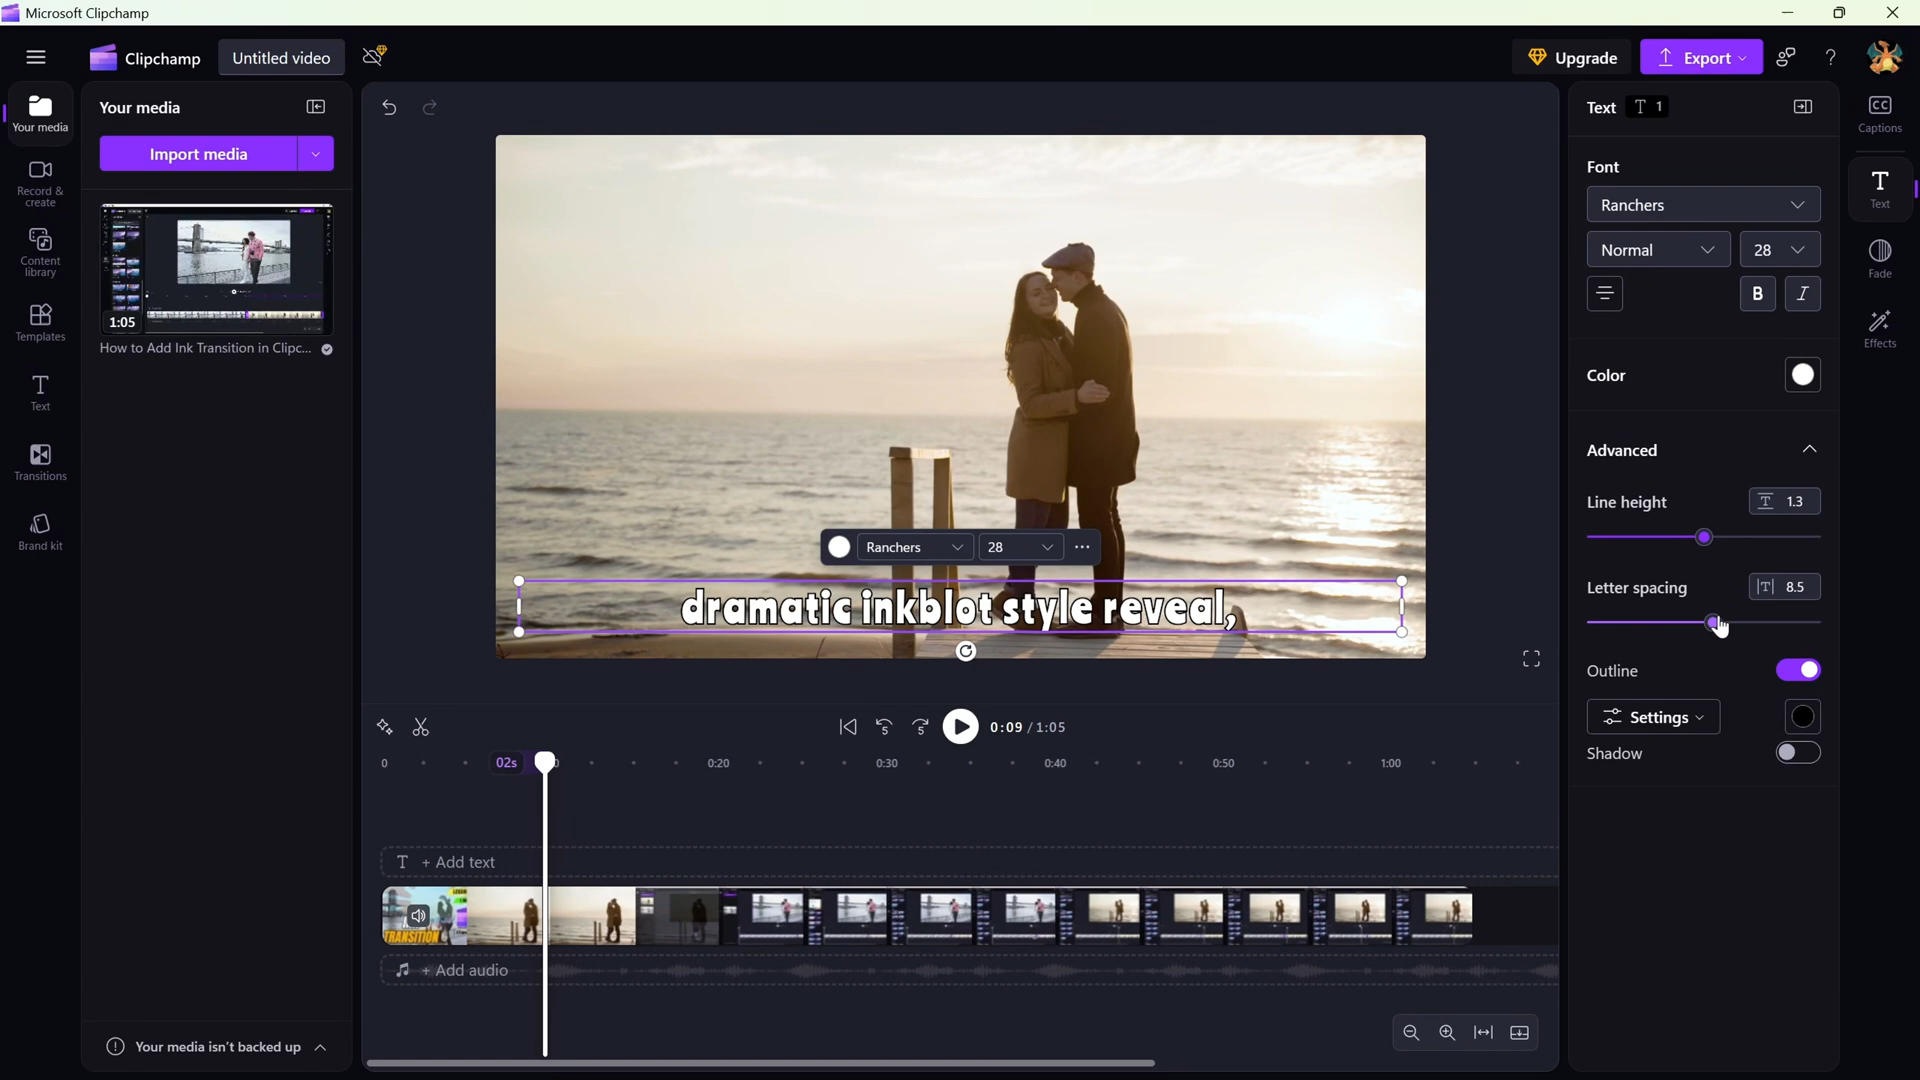 Microsoft Clipchamp
Clipchamp
Untitled video
Upgrade
Export
?
Your media
Record &
create
Content
library
Templates
Text
Transitions
Brand kit
Your media
Import media
1:05
How to Add Ink Transition in Clipc...
Your media isn't backed up
Ranchers
28
dramatic inkblot style reveal,
0:09 / 1:05
0
02s
0:20
0:30
0:40
0:50
1:00
T + Add text
TRANSITION
+ Add audio
Text T 1
Font
Ranchers
Normal
28
B
I
Color
Advanced
Line height
T 1.3
Letter spacing
|T| 8.5
Outline
Settings
Shadow
CC
Captions
T
Text
Fade
Effects